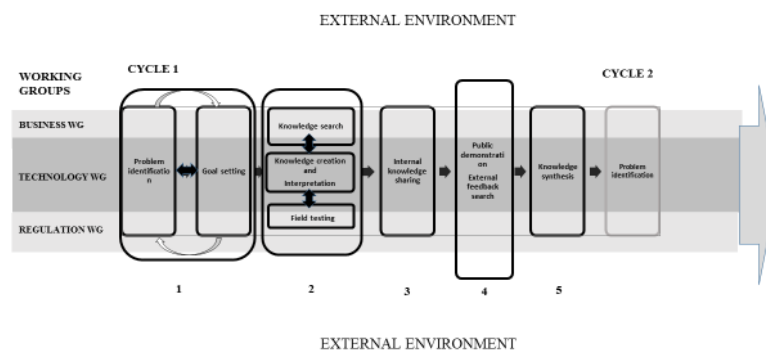 EXTERNAL ENVIRONMENT
WORKING
GROUPS
CYCLE 1
CYCLE 2
BUSINESS WG
TECHNOLOGY WG
REGULATION WG
Problem
identificatio
n
Goal setting
Knowledge search
Knowledge creation
and
Interpretation
Field testing
Internal
knowledge
sharing
Public
demonstrati
on
External
feedback
search
Knowledge
synthesis
Problem
identification
1
2
3
4
5
EXTERNAL ENVIRONMENT